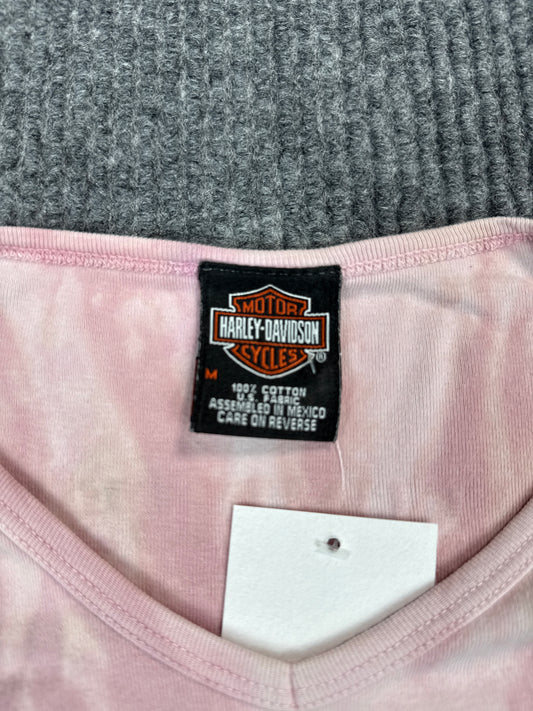 MOTOR
HARLEY-DAVIDSON
CYCLES ®
M
100% COTTON
U.S. FABRIC
ASSEMBLED IN MEXICO
CARE ON REVERSE